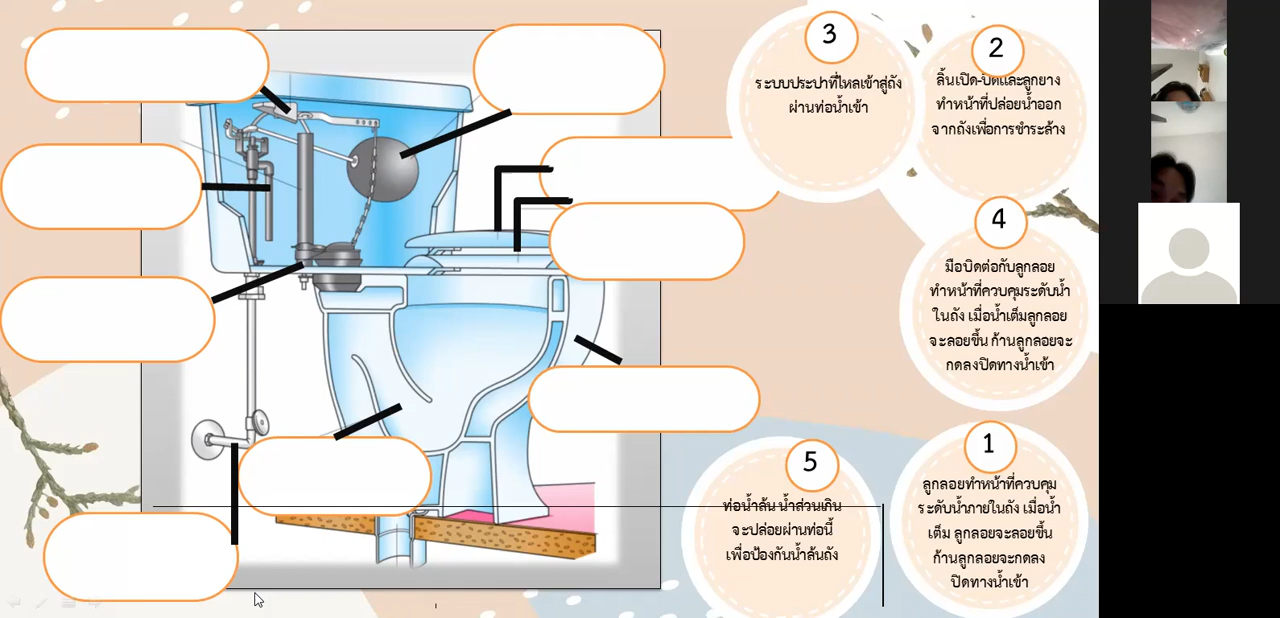 3
ระบบประปาที่ไหลเข้าสู่ถัง
ผ่านท่อน้ำเข้า
2
ลิ้นเปิด-ปิดและลูกยาง
ทำหน้าที่ปล่อยน้ำออก
จากถังเพื่อการชำระล้าง
4
มือบิดต่อกับลูกลอย
ทำหน้าที่ควบคุมระดับน้ำ
ในถัง เมื่อน้ำเต็มลูกลอย
จะลอยขึ้น ก้านลูกลอยจะ
กดลงปิดทางน้ำเข้า
5
ท่อน้ำล้น น้ำส่วนเกิน
จะปล่อยผ่านท่อนี้
เพื่อป้องกันน้ำล้นถัง
1
ลูกลอยทำหน้าที่ควบคุม
ระดับน้ำภายในถัง เมื่อน้ำ
เต็ม ลูกลอยจะลอยขึ้น
ก้านลูกลอยจะกดลง
ปิดทางน้ำเข้า